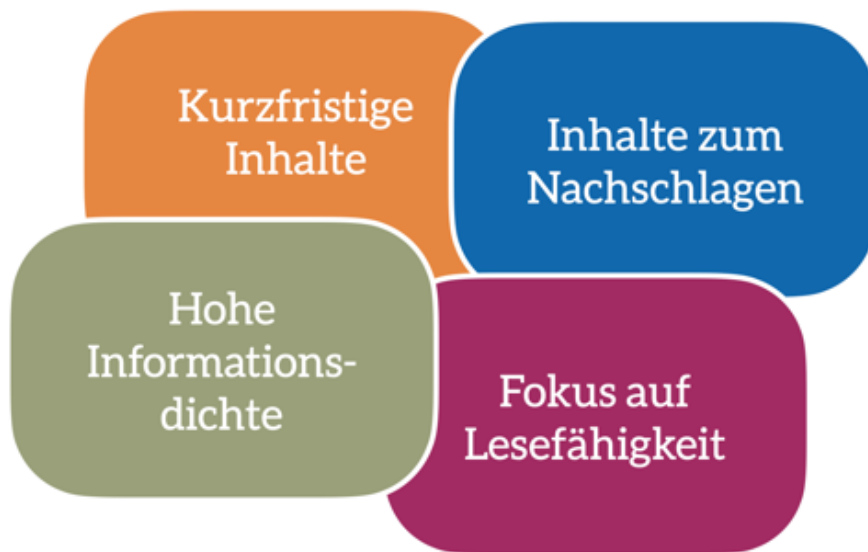 Kurzfristige
Inhalte
Inhalte zum
Nachschlagen
Hohe
Informations-
dichte
Fokus auf
Lesefähigkeit